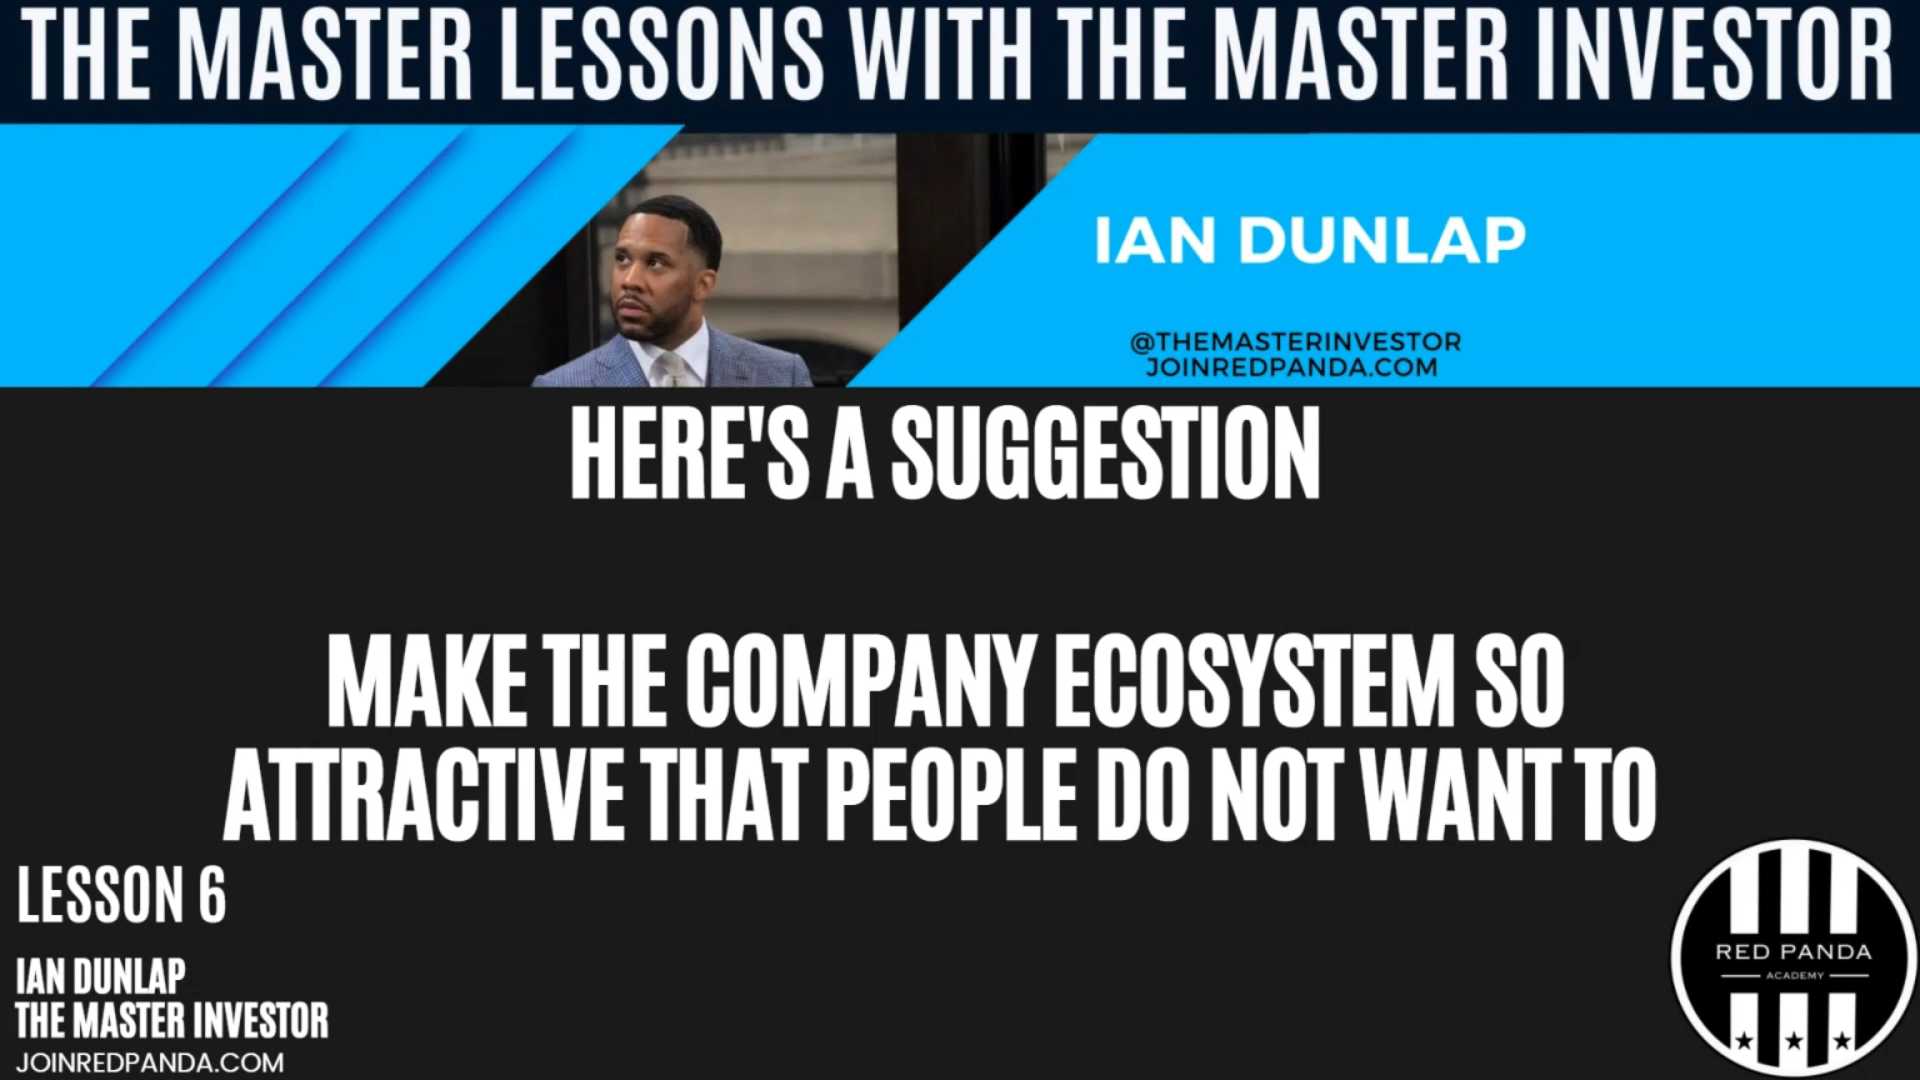 THE MASTER LESSONS WITH THE MASTER INVESTOR
IAN DUNLAP
@THEMASTERINVESTOR
JOINREDPANDA.COM
HERE'S A SUGGESTION
MAKE THE COMPANY ECOSYSTEM SO
ATTRACTIVE THAT PEOPLE DO NOT WANT TO
LESSON 6
IAN DUNLAP
THE MASTER INVESTOR
JOINREDPANDA.COM
RED PANDA
ACADEMY